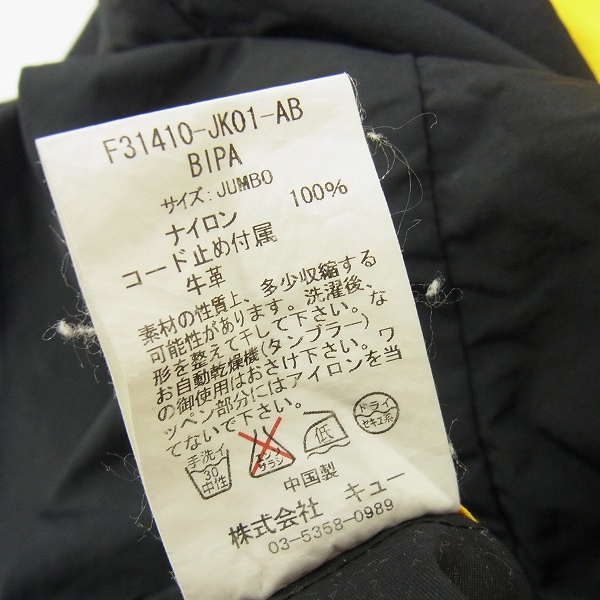 F31410-JK01-AB
BIPA
サイズ: JUMBO
ナイロン 100%
コード止め付属
牛革
素材の性質上、多少収縮する
可能性があります。洗濯後、
形を整えて干して下さい。な
お自動乾燥機(タンブラー)
の御使用はおさけ下さい。ワ
ッペン部分にはアイロンを当
てないで下さい。
手洗イ 30 中性
エンソ サラシ
低
ドライ セキユ系
中国製
株式会社 キュー
03-5358-0989